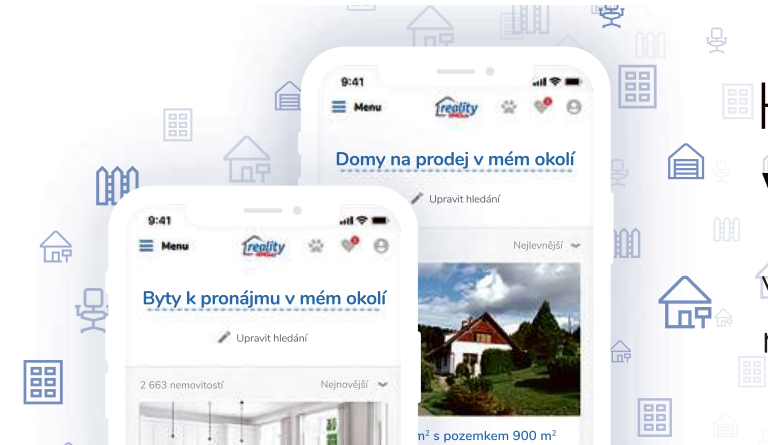 9:41
Menu
reality
Domy na prodej v mém okolí
Upravit hledání
Nejlevnější
m² s pozemkem 900 m²
9:41
Menu
reality
Byty k pronájmu v mém okolí
Upravit hledání
2 663 nemovitostí
Nejnovější